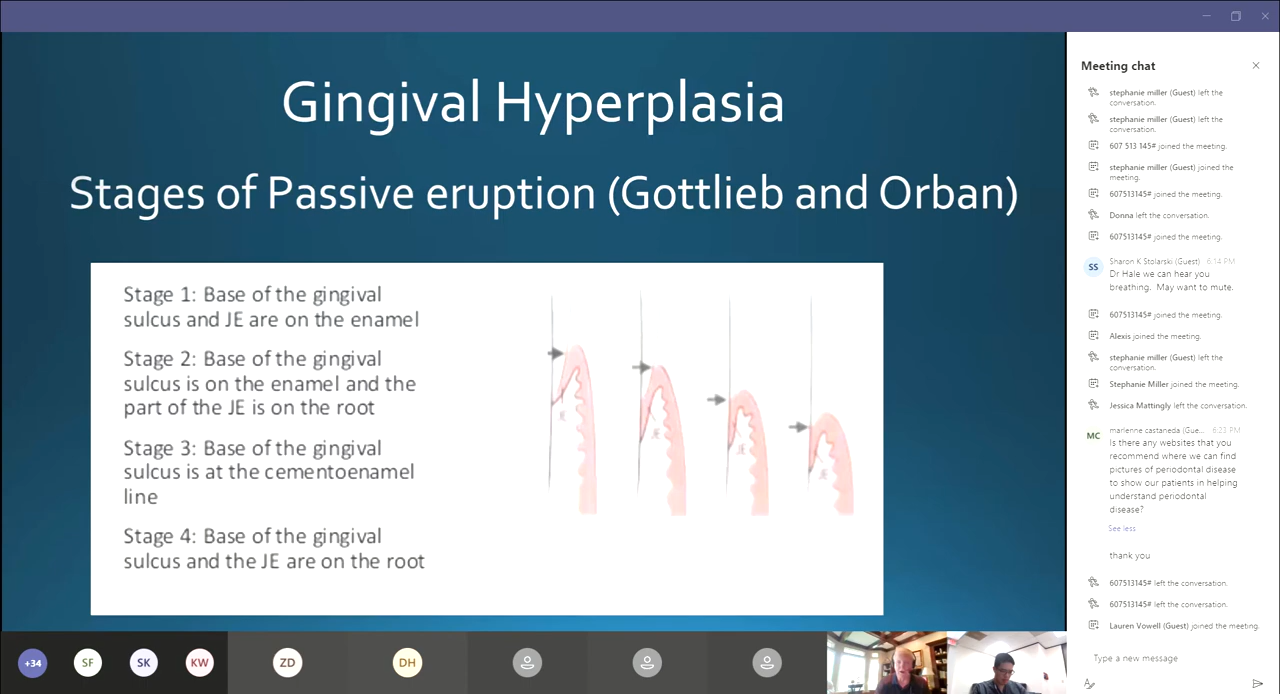 Gingival Hyperplasia
Stages of Passive eruption (Gottlieb and Orban)
Stage 1: Base of the gingival
sulcus and JE are on the enamel
Stage 2: Base of the gingival
sulcus is on the enamel and the
part of the JE is on the root
Stage 3: Base of the gingival
sulcus is at the cementoenamel
line
Stage 4: Base of the gingival
sulcus and the JE are on the root
JE
JE
JE
JE
+34
SF
SK
KW
ZD
DH
Meeting chat
stephanie miller (Guest) left the
conversation.
stephanie miller (Guest) left the
conversation.
607 513 145# joined the meeting.
stephanie miller (Guest) joined the
meeting.
607513145# joined the meeting.
Donna left the conversation.
607513145# joined the meeting.
SS
Sharon K Stolarski (Guest) 6:14 PM
Dr Hale we can hear you
breathing. May want to mute.
607513145# joined the meeting.
Alexis joined the meeting.
stephanie miller (Guest) left the
conversation.
Stephanie Miller joined the meeting.
Jessica Mattingly left the conversation.
MC
marlenne castaneda (Gue... 6:23 PM
Is there any websites that you
recommend where we can find
pictures of periodontal disease
to show our patients in helping
understand periodontal
disease?
See less
thank you
607513145# left the conversation.
607513145# left the conversation.
Lauren Vowell (Guest) joined the meeting.
Type a new message